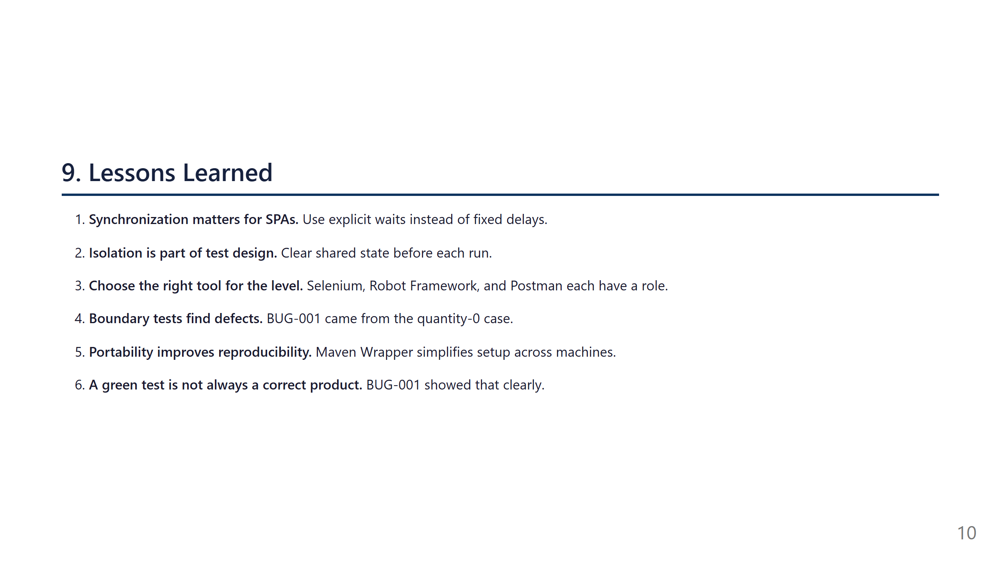 9. Lessons Learned
1. Synchronization matters for SPAs. Use explicit waits instead of fixed delays.
2. Isolation is part of test design. Clear shared state before each run.
3. Choose the right tool for the level. Selenium, Robot Framework, and Postman each have a role.
4. Boundary tests find defects. BUG-001 came from the quantity-0 case.
5. Portability improves reproducibility. Maven Wrapper simplifies setup across machines.
6. A green test is not always a correct product. BUG-001 showed that clearly.
10